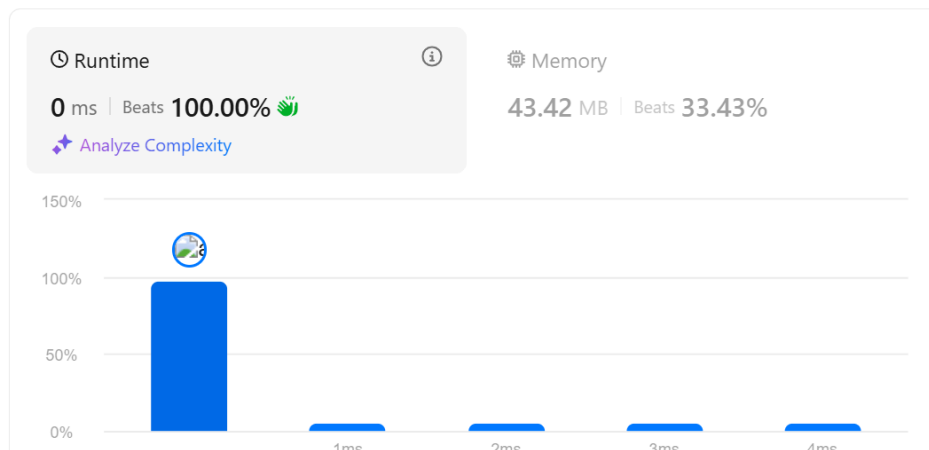 Runtime
0 ms Beats 100.00%
Analyze Complexity
Memory
43.42 MB Beats 33.43%
150%
100%
50%
0%
1ms 2ms 3ms 4ms